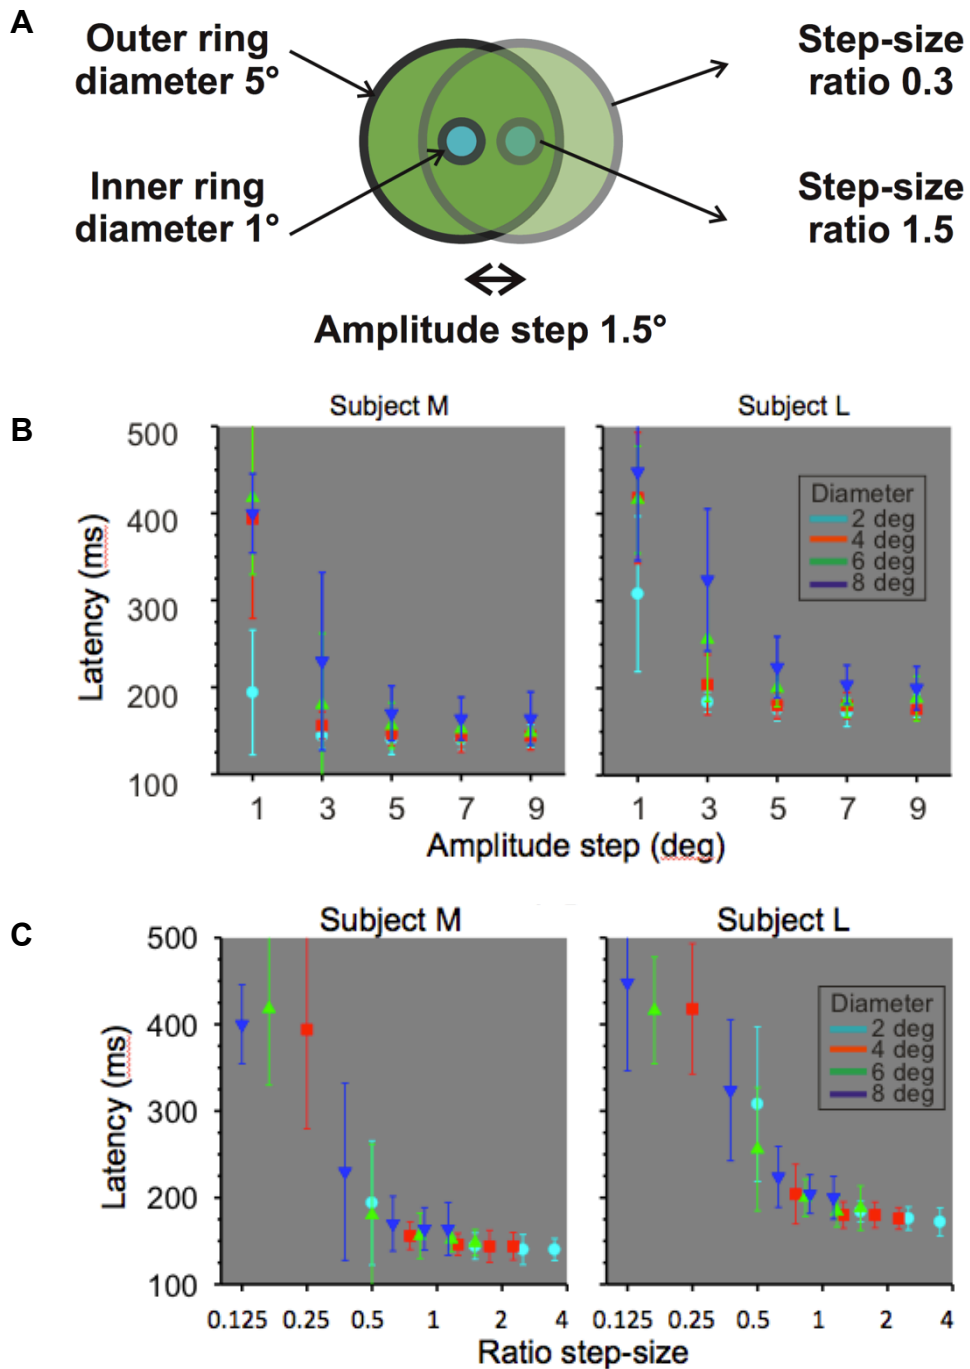 A
Outer ring
diameter 5°
Step-size
ratio 0.3
Inner ring
diameter 1°
Step-size
ratio 1.5
Amplitude step 1.5°
B
Subject M
Subject L
500
400
300
200
100
Latency (ms)
Diameter
2 deg
4 deg
6 deg
8 deg
1 3 5 7 9
1 3 5 7 9
Amplitude step (deg)
C
Subject M
Subject L
500
400
300
200
100
Latency (ms)
Diameter
2 deg
4 deg
6 deg
8 deg
0.125 0.25 0.5 1 2 4
0.125 0.25 0.5 1 2 4
Ratio step-size